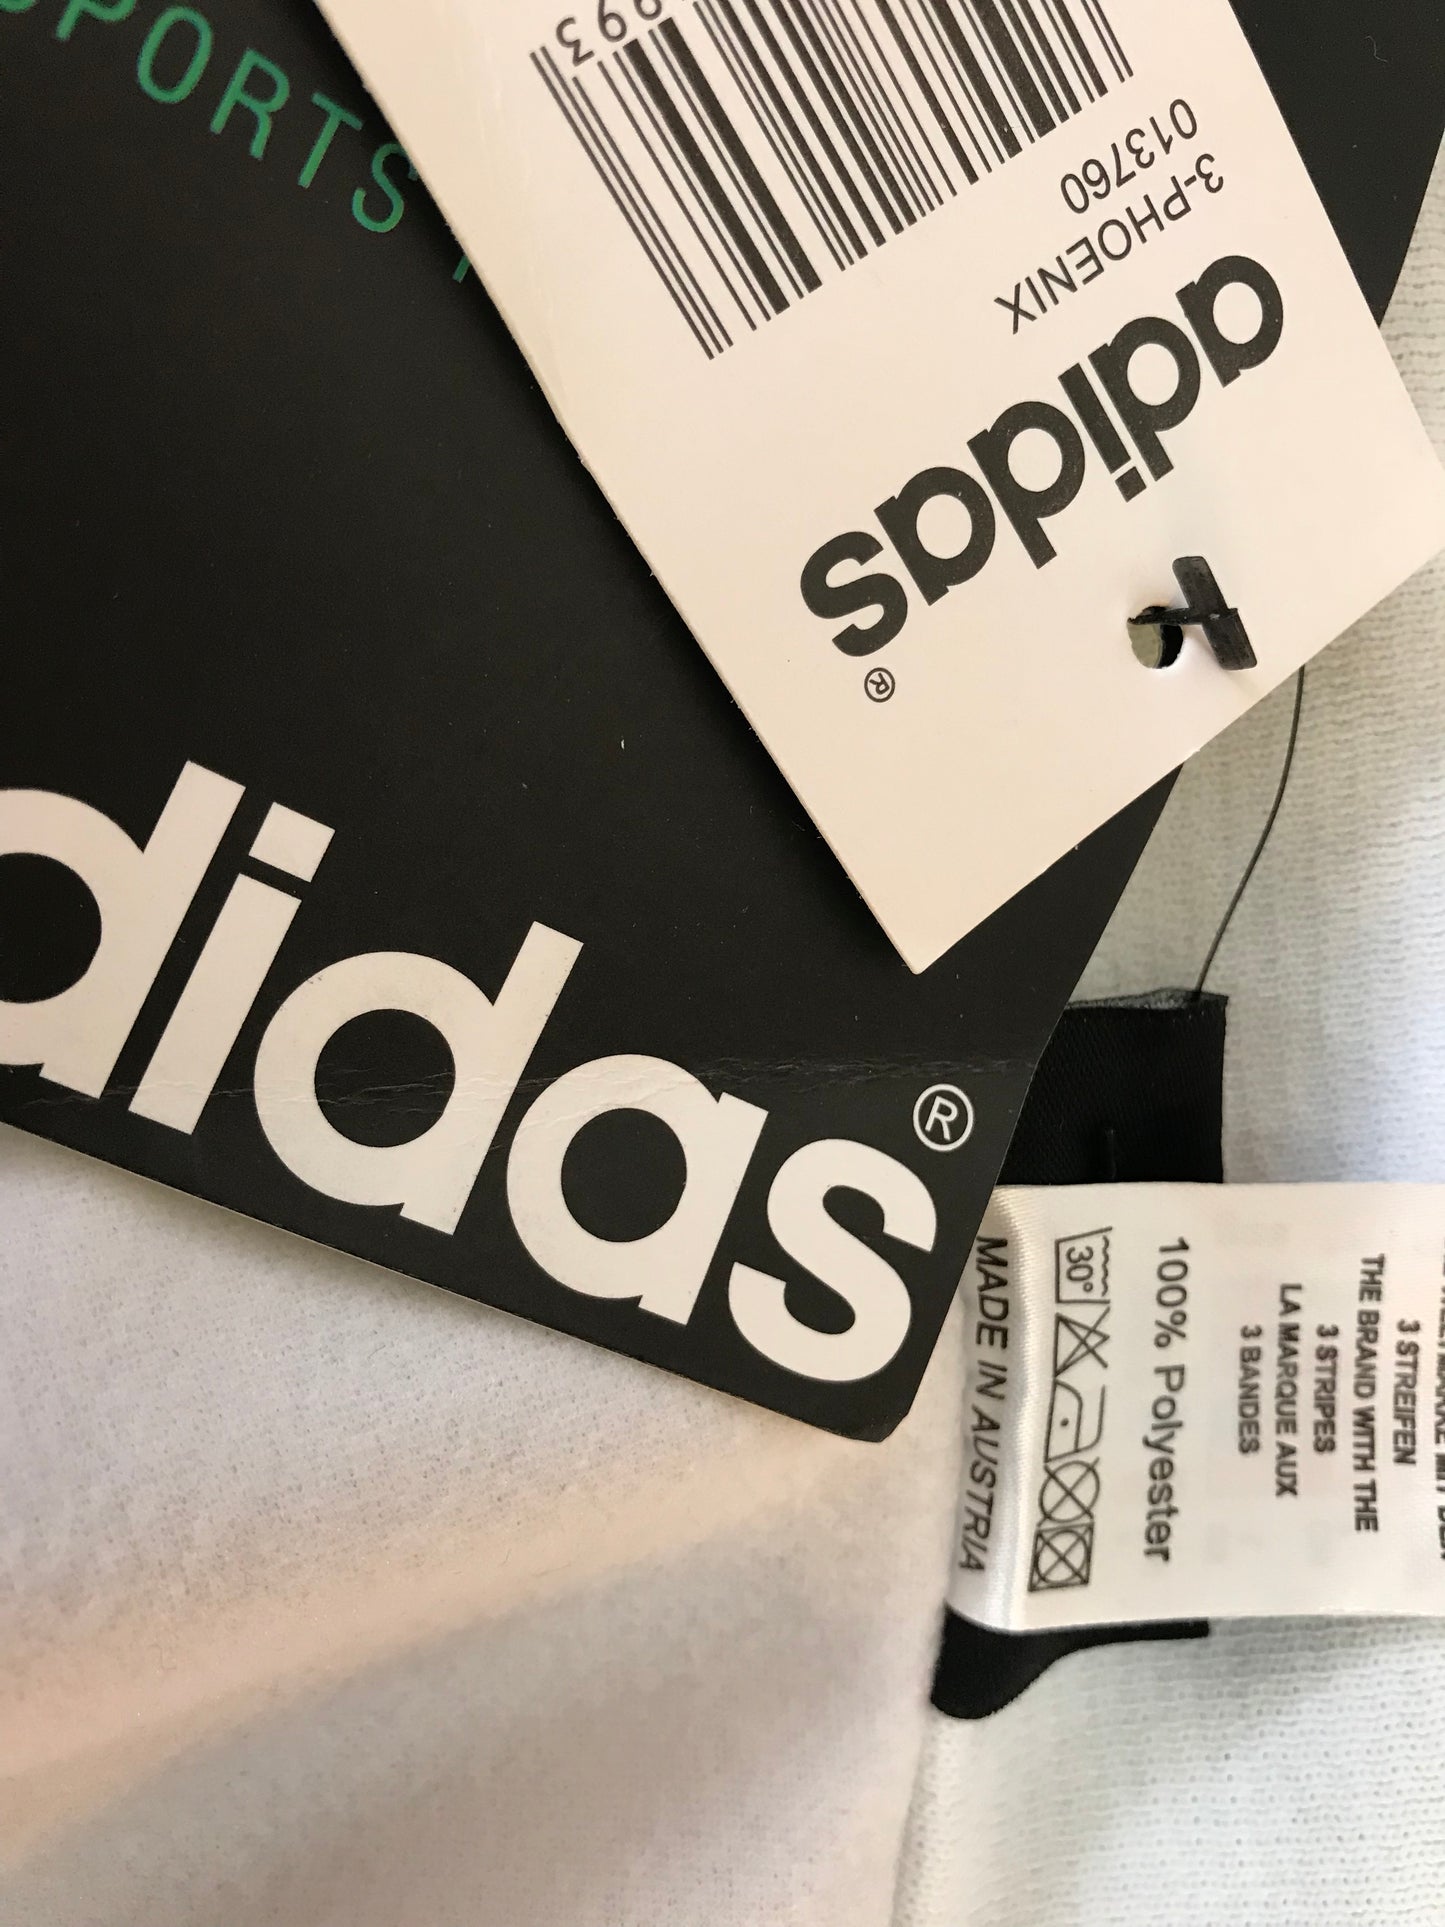 SPORTS
adidas®
3-PHOENIX
013760
adidas®
3 STREIFEN
THE BRAND WITH THE
3 STRIPES
LA MARQUE AUX
3 BANDES
100% Polyester
30°
MADE IN AUSTRIA